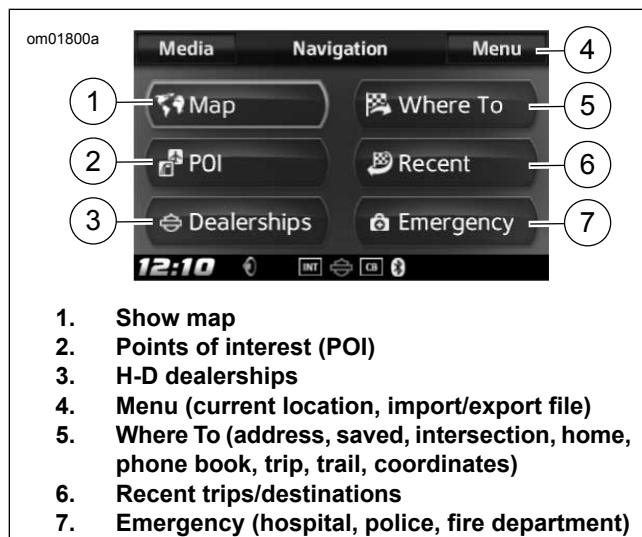 om01800a
Media Navigation Menu 4
1 Map Where To 5
2 POI Recent 6
3 Dealerships Emergency 7
12:10 INT CB
1. Show map
2. Points of interest (POI)
3. H-D dealerships
4. Menu (current location, import/export file)
5. Where To (address, saved, intersection, home,
phone book, trip, trail, coordinates)
6. Recent trips/destinations
7. Emergency (hospital, police, fire department)